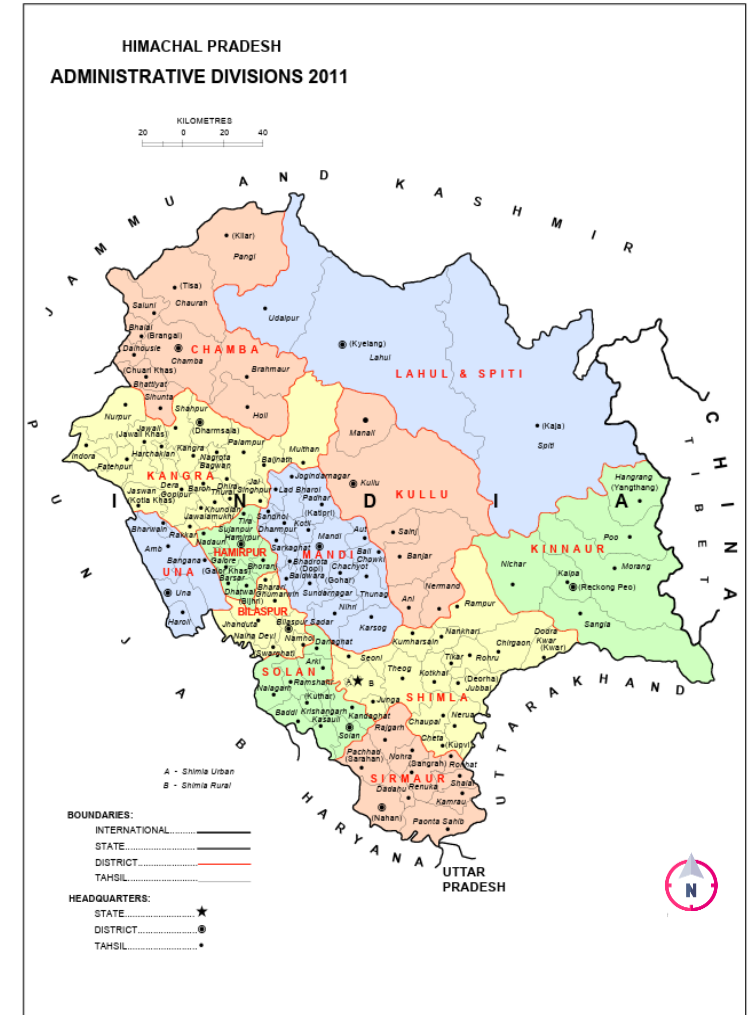 HIMACHAL PRADESH
ADMINISTRATIVE DIVISIONS 2011
KILOMETRES
20 0 20 40
JAMMU AND KASHMIR
(Killar)
Pangi
(Tisa)
Chaurah
Saluni
Bhalai
(Brangal)
Dalhousie
Chamba
CHAMBA
(Chuari Khas)
Bhattiyat
Sihunta
Brahmaur
Holi
Udaipur
(Kyelang)
Lahul
LAHUL & SPITI
(Kaja)
Spiti
CHINA
TIBET
PUNJAB
INDIA
Nurpur
Shahpur
(Dharmsala)
Jawali
(Jawali Khas)
Indora
Harchakian
Kangra
Palampur
Fatehpur
Nagrota
Bagwan
Baijnath
Multhan
KANGRA
Jaswan
(Kotla Khas)
Dera
Gopipur
Baroh
Dhira
Thural
Jai
Singhpur
Khundian
Jawalamukhi
Manali
Kullu
KULLU
Sainj
Banjar
Ani
Nermand
Jogindarnagar
Lad Bharol
Padhar
(Katipri)
Sandhol
Dharmpur
Kotli
Mandi
Aut
Bali
Chowki
Sarkaghat
MANDI
Bhadrota
(Dopi)
Chachyot
(Gohar)
Baldwara
Sundarnagar
Thunag
Nihri
Karsog
Hangrang
(Yangthang)
Poo
KINNAUR
Nichar
Kalpa
(Reckong Peo)
Morang
Sangla
Bharwain
Rakkar
Amb
Bangana
UNA
Una
Haroli
Tira
Sujanpur
Nadaun
Hamirpur
HAMIRPUR
Galore
(Galor Khas)
Bhoranj
Barsar
Dhatwal
(Bijhri)
Bharari
Ghumarwin
BILASPUR
Jhanduta
Bilaspur Sadar
Naina Devi
Namhol
(Swarghat)
Darlaghat
Arki
SOLAN
Ramshahr
Nalagarh
(Kuthar)
Baddi
Krishangarh
Kasauli
Kandaghat
Solan
Rampur
Kumharsain
Nankhari
Dodra
Kwar
(Kwar)
Seoni
Tikar
Chirgaon
Rohru
Theog
Kotkhai
(Deorha)
Jubbal
A B
Junga
SHIMLA
Nerua
Chaupal
Cheta
(Kupvi)
Rajgarh
Pachhad
(Sarahan)
Nohra
(Sangrah)
Ronhat
SIRMAUR
Shalai
Dadahu
Renuka
Kamrau
(Nahan)
Paonta Sahib
UTTARAKHAND
HARYANA
UTTAR
PRADESH
A - Shimla Urban
B - Shimla Rural
BOUNDARIES:
INTERNATIONAL...........
STATE.........................
DISTRICT....................
TAHSIL........................
HEADQUARTERS:
STATE............................
DISTRICT.......................
TAHSIL...........................
N